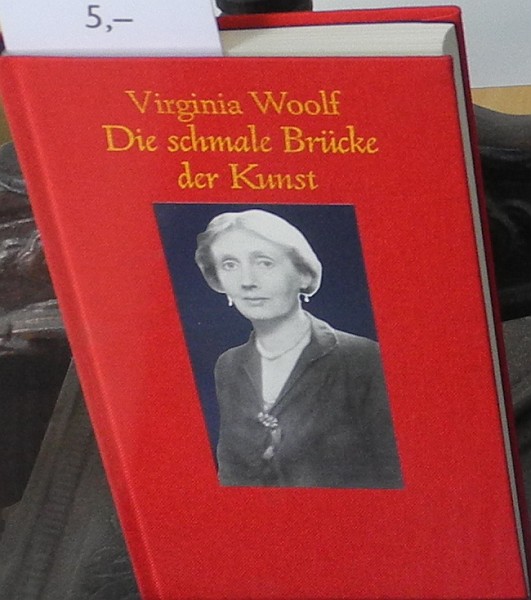 5,–
Virginia Woolf
Die schmale Brücke
der Kunst